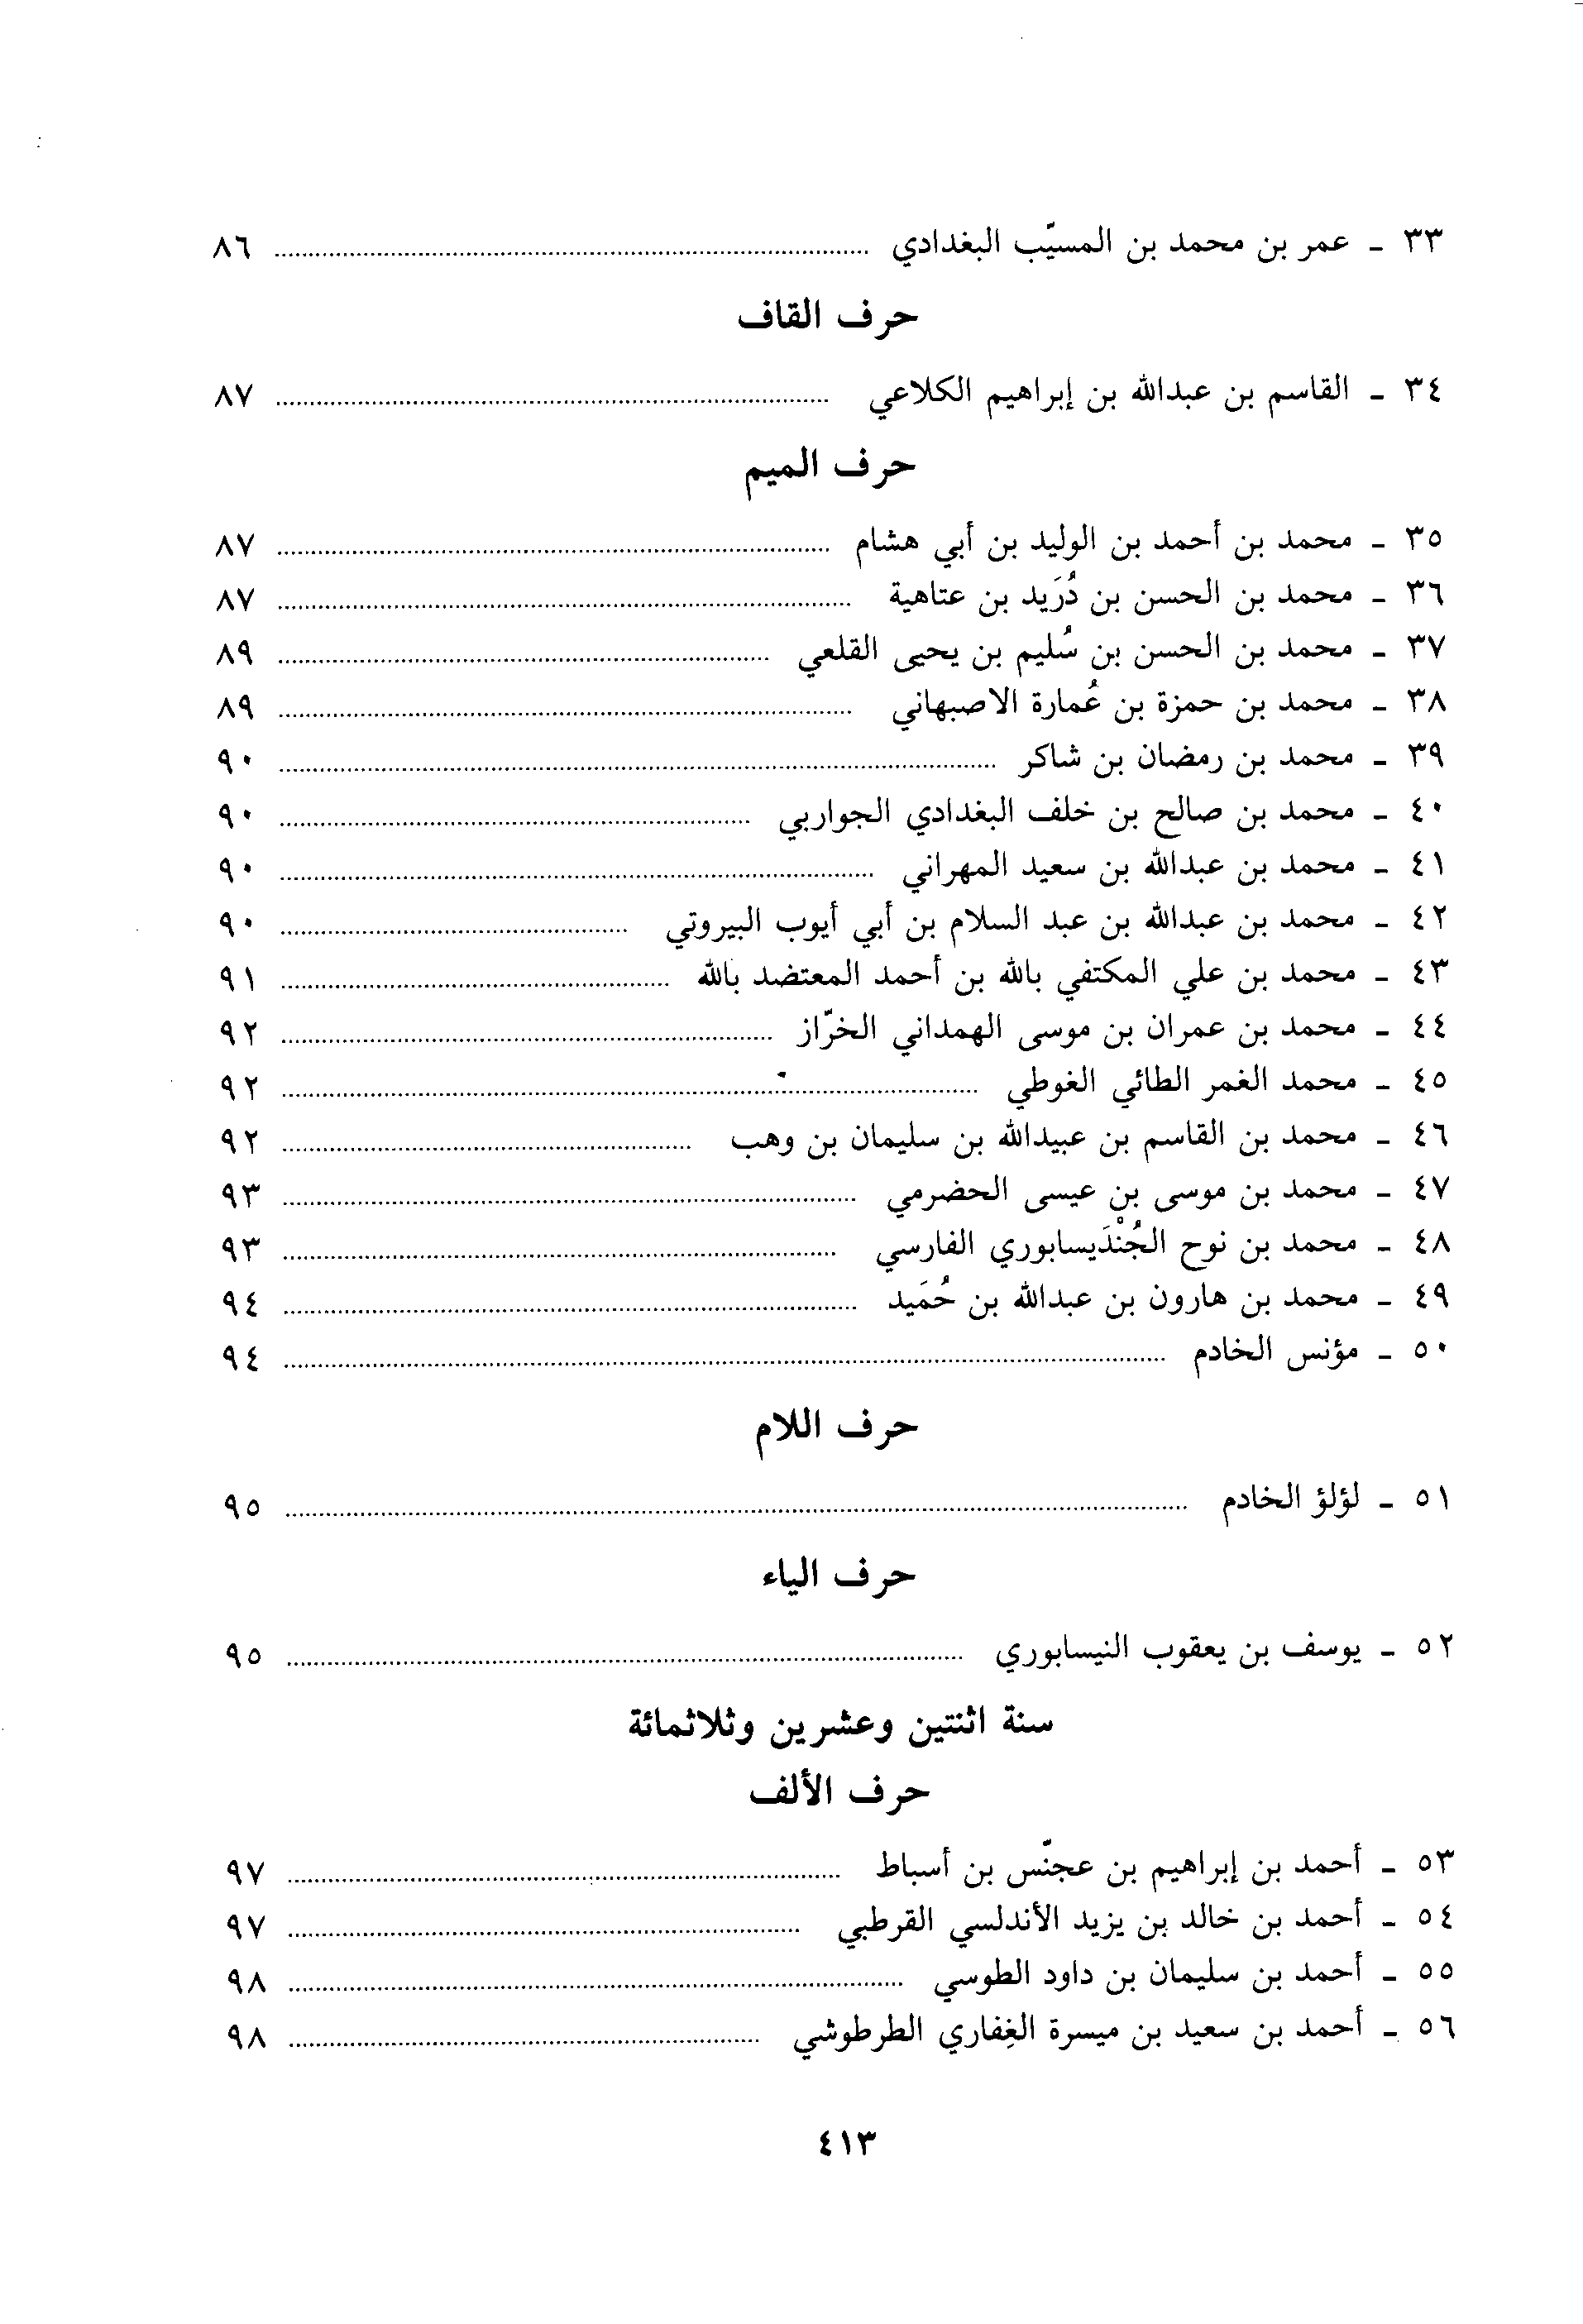 ٣٣ - عمر بن محمد بن المسيّب البغدادي ........ ٨٦
حرف القاف
٣٤ - القاسم بن عبدالله بن إبراهيم الكلاعي ........ ٨٧
حرف الميم
٣٥ - محمد بن أحمد بن الوليد بن أبي هشام ........ ٨٧
٣٦ - محمد بن الحسن بن دُرَيد بن عتاهية ........ ٨٧
٣٧ - محمد بن الحسن بن سُليم بن يحيى القلعي ........ ٨٩
٣٨ - محمد بن حمزة بن عُمارة الاصبهاني ........ ٨٩
٣٩ - محمد بن رمضان بن شاكر ........ ٩٠
٤٠ - محمد بن صالح بن خلف البغدادي الجواربي ........ ٩٠
٤١ - محمد بن عبدالله بن سعيد المهراني ........ ٩٠
٤٢ - محمد بن عبدالله بن عبد السلام بن أبي أيوب البيروتي ........ ٩٠
٤٣ - محمد بن علي المكتفي بالله بن أحمد المعتضد بالله ........ ٩١
٤٤ - محمد بن عمران بن موسى الهمداني الخرّاز ........ ٩٢
٤٥ - محمد الغمر الطائي الغوطي ........ ٩٢
٤٦ - محمد بن القاسم بن عبيدالله بن سليمان بن وهب ........ ٩٢
٤٧ - محمد بن موسى بن عيسى الحضرمي ........ ٩٣
٤٨ - محمد بن نوح الجُنْدَيسابوري الفارسي ........ ٩٣
٤٩ - محمد بن هارون بن عبدالله بن حُمَيد ........ ٩٤
٥٠ - مؤنس الخادم ........ ٩٤
حرف اللام
٥١ - لؤلؤ الخادم ........ ٩٥
حرف الياء
٥٢ - يوسف بن يعقوب النيسابوري ........ ٩٥
سنة اثنتين وعشرين وثلاثمائة
حرف الألف
٥٣ - أحمد بن إبراهيم بن عجنّس بن أسباط ........ ٩٧
٥٤ - أحمد بن خالد بن يزيد الأندلسي القرطبي ........ ٩٧
٥٥ - أحمد بن سليمان بن داود الطوسي ........ ٩٨
٥٦ - أحمد بن سعيد بن ميسرة الغِفاري الطرطوشي ........ ٩٨
٤١٣